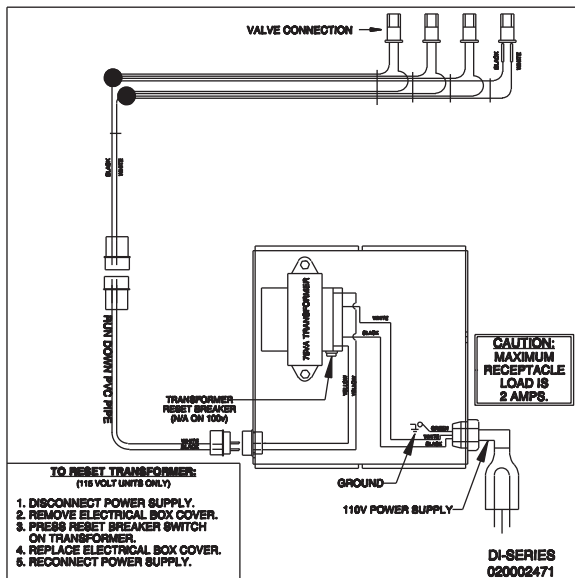 VALVE CONNECTION
BLACK
WHITE
BLACK
WHITE
RUN DOWN PVC PIPE
75VA TRANSFORMER
WHITE
BLACK
YELLOW
YELLOW
TRANSFORMER
RESET BREAKER
(N/A ON 100v)
CAUTION:
MAXIMUM
RECEPTACLE
LOAD IS
2 AMPS.
WHITE
BLACK
GREEN
WHITE
BLACK
GROUND
110V POWER SUPPLY
TO RESET TRANSFORMER:
(115 VOLT UNITS ONLY)
1. DISCONNECT POWER SUPPLY.
2. REMOVE ELECTRICAL BOX COVER.
3. PRESS RESET BREAKER SWITCH
ON TRANSFORMER.
4. REPLACE ELECTRICAL BOX COVER.
5. RECONNECT POWER SUPPLY.
DI-SERIES
020002471